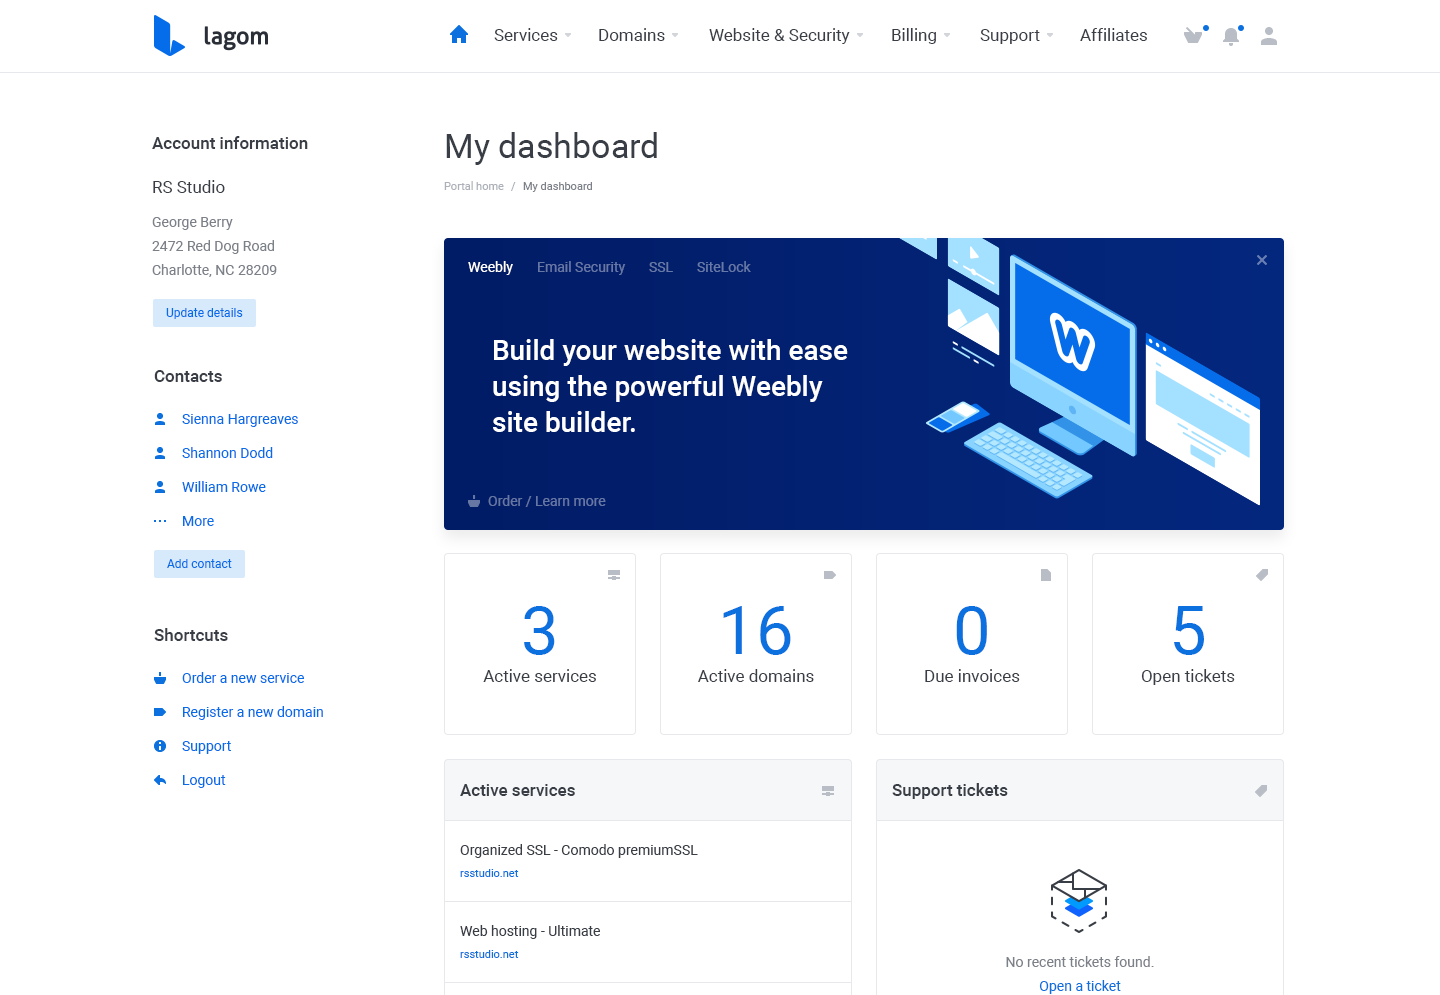 lagom
Services
Domains
Website & Security
Billing
Support
Affiliates
Account information
RS Studio
George Berry
2472 Red Dog Road
Charlotte, NC 28209
Update details
Contacts
Sienna Hargreaves
Shannon Dodd
William Rowe
More
Add contact
Shortcuts
Order a new service
Register a new domain
Support
Logout
My dashboard
Portal home / My dashboard
Weebly
Email Security
SSL
SiteLock
Build your website with ease
using the powerful Weebly
site builder.
Order / Learn more
W
3
Active services
16
Active domains
0
Due invoices
5
Open tickets
Active services
Organized SSL - Comodo premiumSSL
rsstudio.net
Web hosting - Ultimate
rsstudio.net
Support tickets
No recent tickets found.
Open a ticket